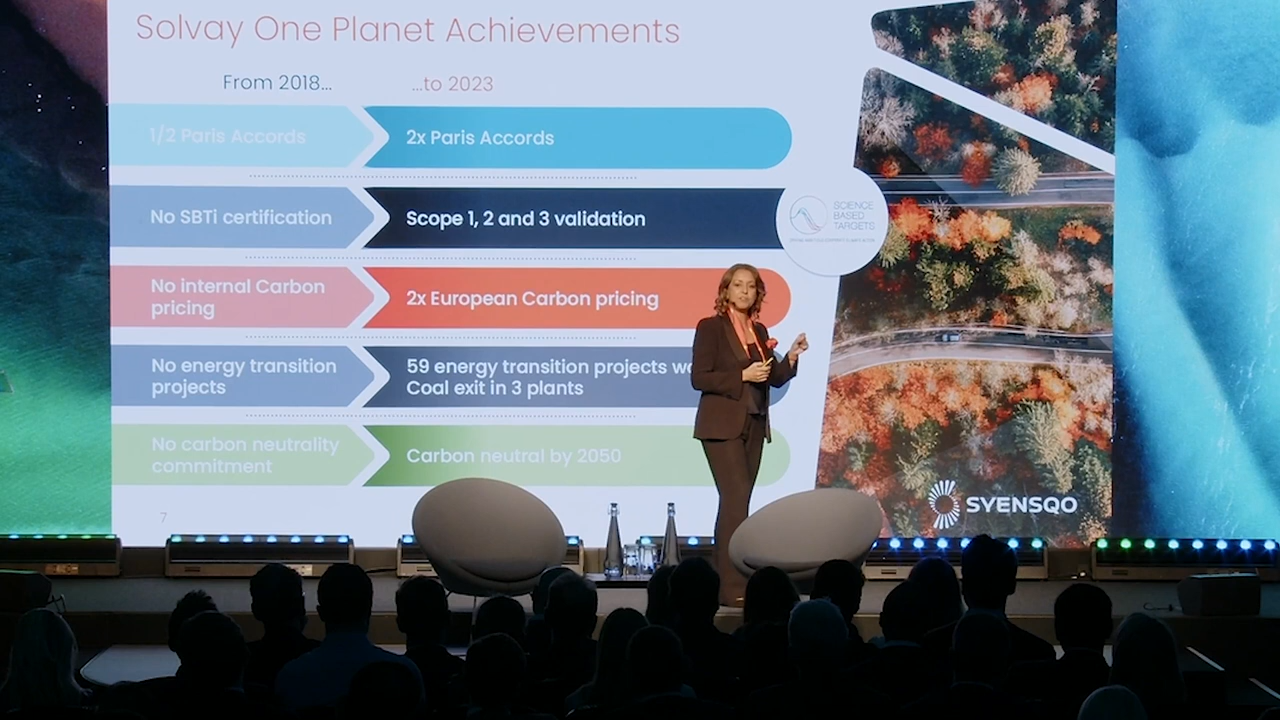 Solvay One Planet Achievements
From 2018... ...to 2023
1/2 Paris Accords
2x Paris Accords
No SBTi certification
Scope 1, 2 and 3 validation
SCIENCE
BASED
TARGETS
No internal Carbon
pricing
2x European Carbon pricing
No energy transition
projects
59 energy transition projects
Coal exit in 3 plants
No carbon neutrality
commitment
Carbon neutral by 2050
7
SYENSQO